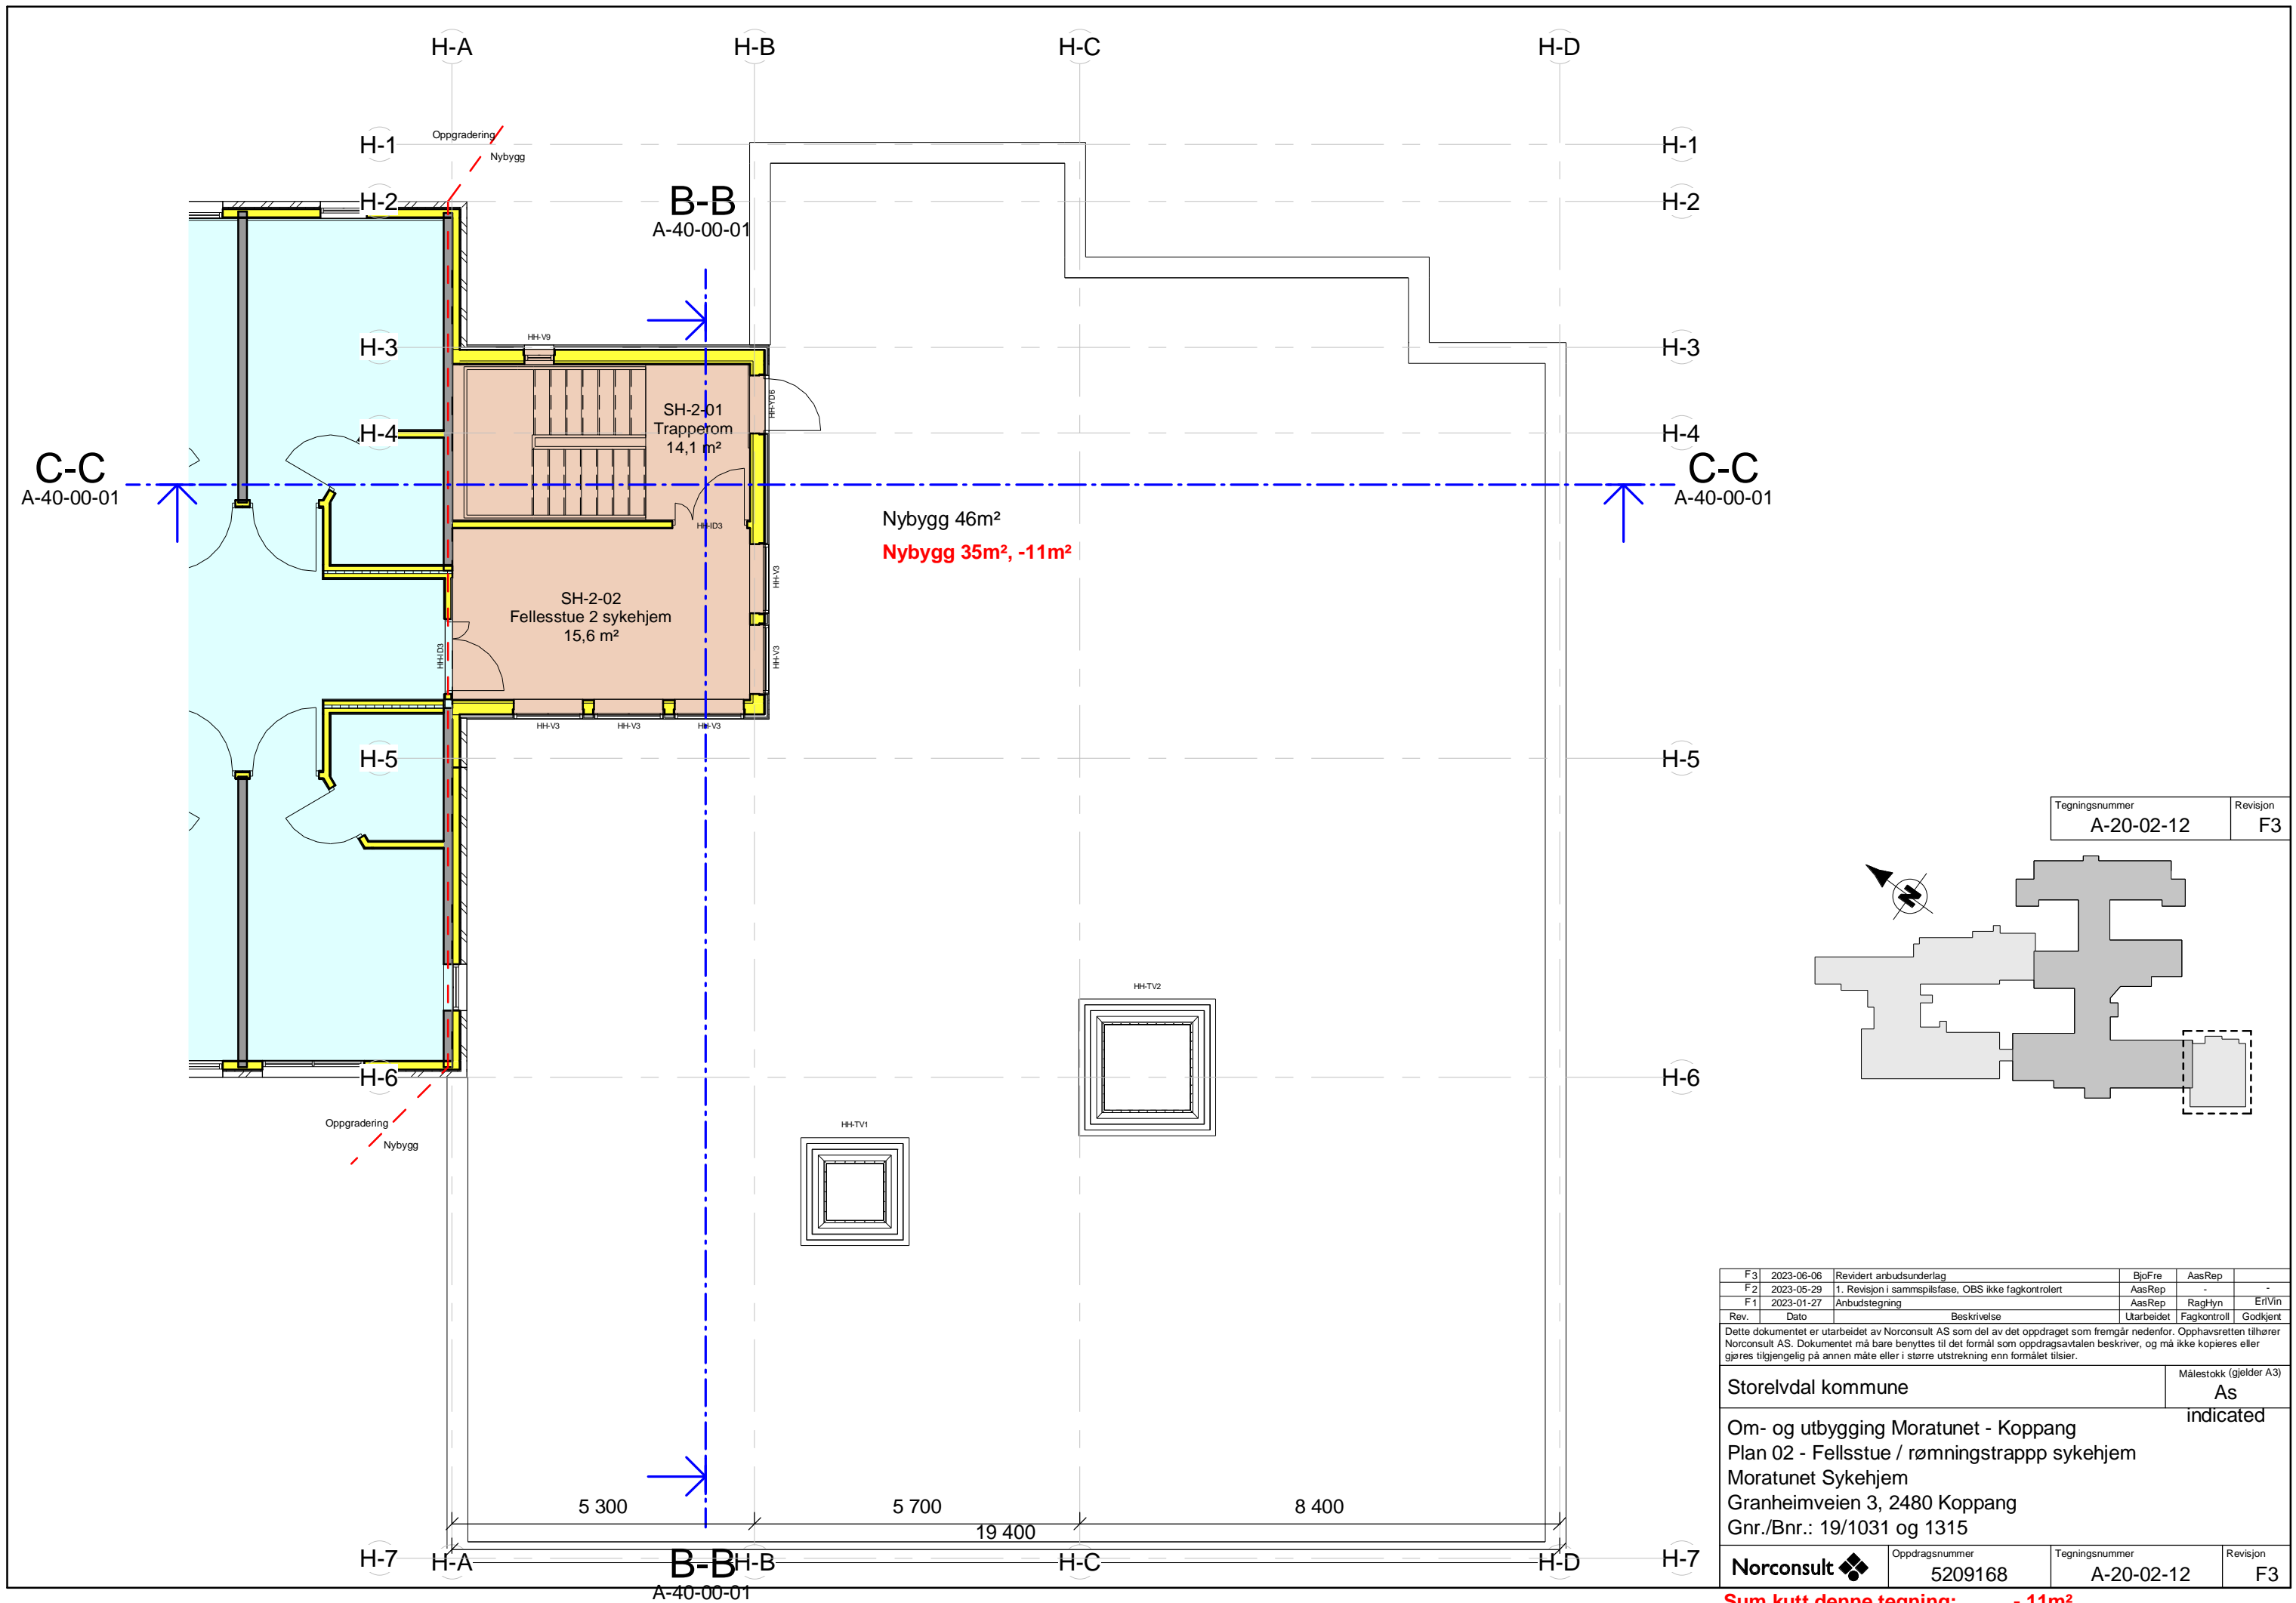 H-A
H-B
H-C
H-D
Oppgradering
Nybygg
H-1
H-1
H-2
H-2
B-B
A-40-00-01
H-3
H-3
HH-V9
HH-YD6
SH-2-01
Trapperom
14,1 m²
H-4
H-4
C-C
A-40-00-01
C-C
A-40-00-01
HH-ID3
Nybygg 46m²
Nybygg 35m², -11m²
HH-V3
SH-2-02
Fellesstue 2 sykehjem
15,6 m²
HH-ID3
HH-V3
HH-V3
HH-V3
HH-V3
H-5
H-5
Tegningsnummer
A-20-02-12
Revisjon
F3
N
HH-TV2
H-6
H-6
Oppgradering
Nybygg
HH-TV1
F3 2023-06-06 Revidert anbudsunderlag BjoFre AasRep
F2 2023-05-29 1. Revisjon i sammspilsfase, OBS ikke fagkontrolert AasRep - -
F1 2023-01-27 Anbudstegning AasRep RagHyn ErlVin
Rev. Dato Beskrivelse Utarbeidet Fagkontroll Godkjent
Dette dokumentet er utarbeidet av Norconsult AS som del av det oppdraget som fremgår nedenfor. Opphavsretten tilhører
Norconsult AS. Dokumentet må bare benyttes til det formål som oppdragsavtalen beskriver, og må ikke kopieres eller
gjøres tilgjengelig på annen måte eller i større utstrekning enn formålet tilsier.
Storelvdal kommune
Målestokk (gjelder A3)
As
indicated
Om- og utbygging Moratunet - Koppang
Plan 02 - Fellsstue / rømningstrappp sykehjem
Moratunet Sykehjem
Granheimveien 3, 2480 Koppang
Gnr./Bnr.: 19/1031 og 1315
5 300
5 700
8 400
19 400
H-7
H-A
B-B
A-40-00-01
H-B
H-C
H-D
H-7
Norconsult
Oppdragsnummer
5209168
Tegningsnummer
A-20-02-12
Revisjon
F3
Sum kutt denne tegning: - 11m²